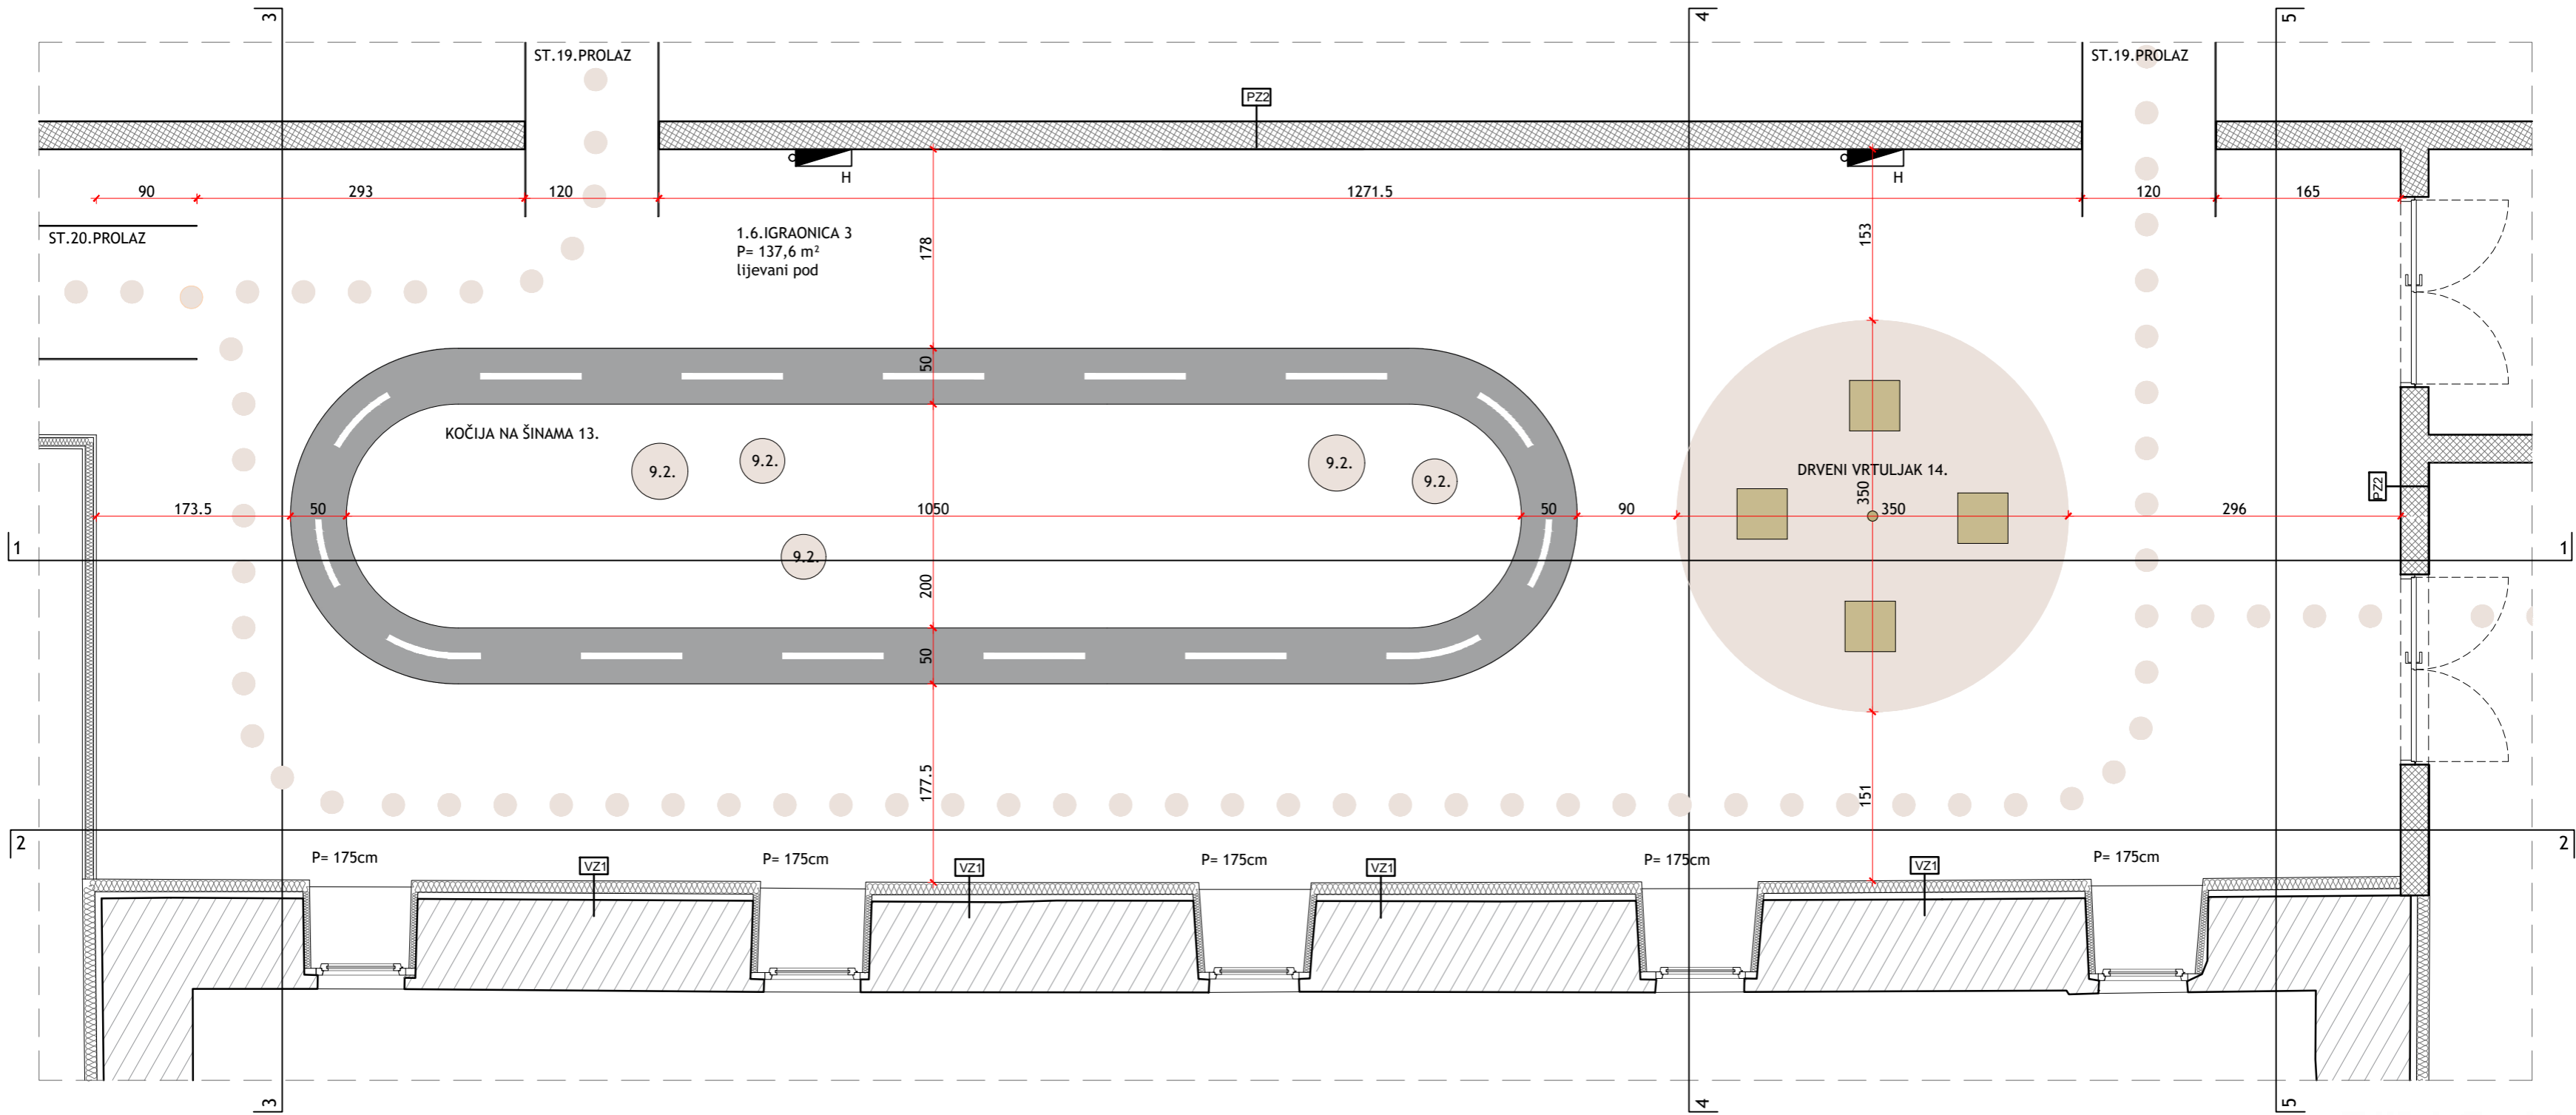 3
4
5
ST.19.PROLAZ
ST.19.PROLAZ
PZ2
H
H
90
293
120
1271.5
120
165
ST.20.PROLAZ
1.6.IGRAONICA 3
P= 137,6 m²
lijevani pod
178
153
50
KOČIJA NA ŠINAMA 13.
9.2.
9.2.
9.2.
9.2.
DRVENI VRTULJAK 14.
350
PZ2
173.5
50
1050
50
90
350
296
1
1
9.2.
200
50
177.5
151
2
2
P= 175cm
VZ1
P= 175cm
VZ1
P= 175cm
VZ1
P= 175cm
VZ1
P= 175cm
3
4
5